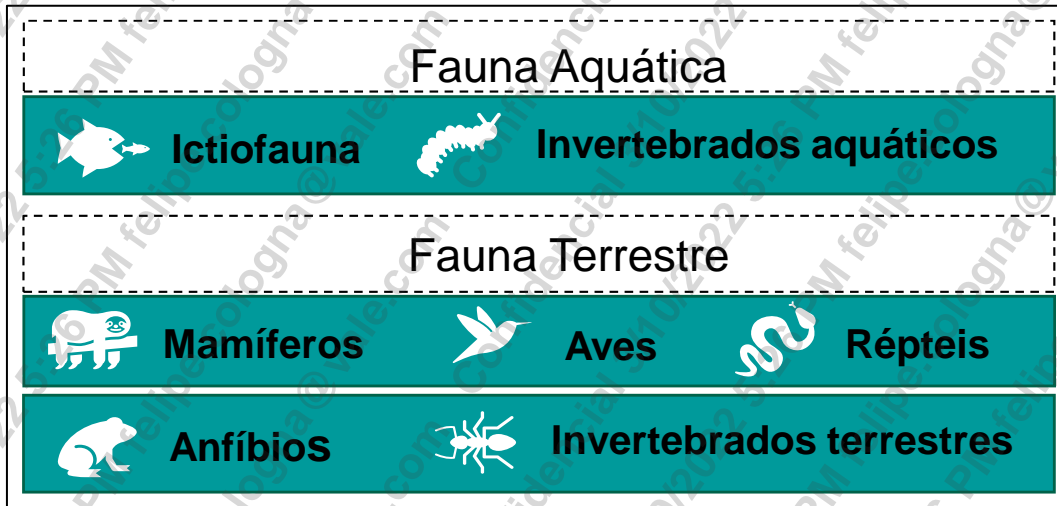 Fauna Aquática
Ictiofauna
Invertebrados aquáticos
Fauna Terrestre
Mamíferos
Aves
Répteis
Anfíbios
Invertebrados terrestres